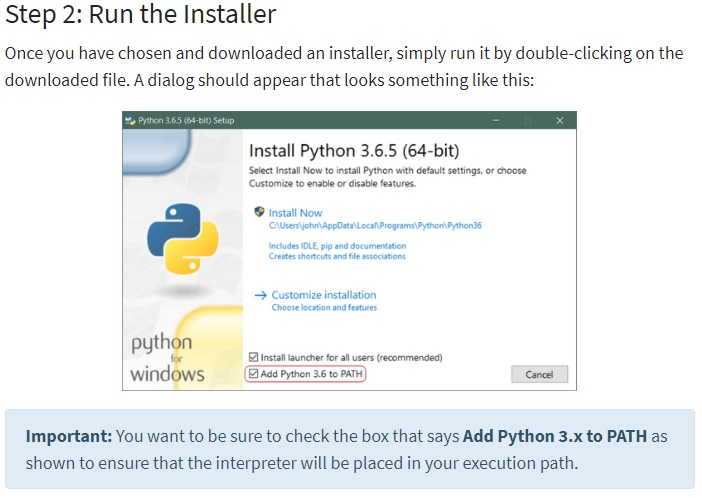 Step 2: Run the Installer
Once you have chosen and downloaded an installer, simply run it by double-clicking on the
downloaded file. A dialog should appear that looks something like this:
Python 3.6.5 (64-bit) Setup
Install Python 3.6.5 (64-bit)
Select Install Now to install Python with default settings, or choose
Customize to enable or disable features.
Install Now
C:\Users\john\AppData\Local\Programs\Python\Python36
Includes IDLE, pip and documentation
Creates shortcuts and file associations
Customize installation
Choose location and features
python
for
windows
Install launcher for all users (recommended)
Add Python 3.6 to PATH
Cancel
Important: You want to be sure to check the box that says Add Python 3.x to PATH as
shown to ensure that the interpreter will be placed in your execution path.